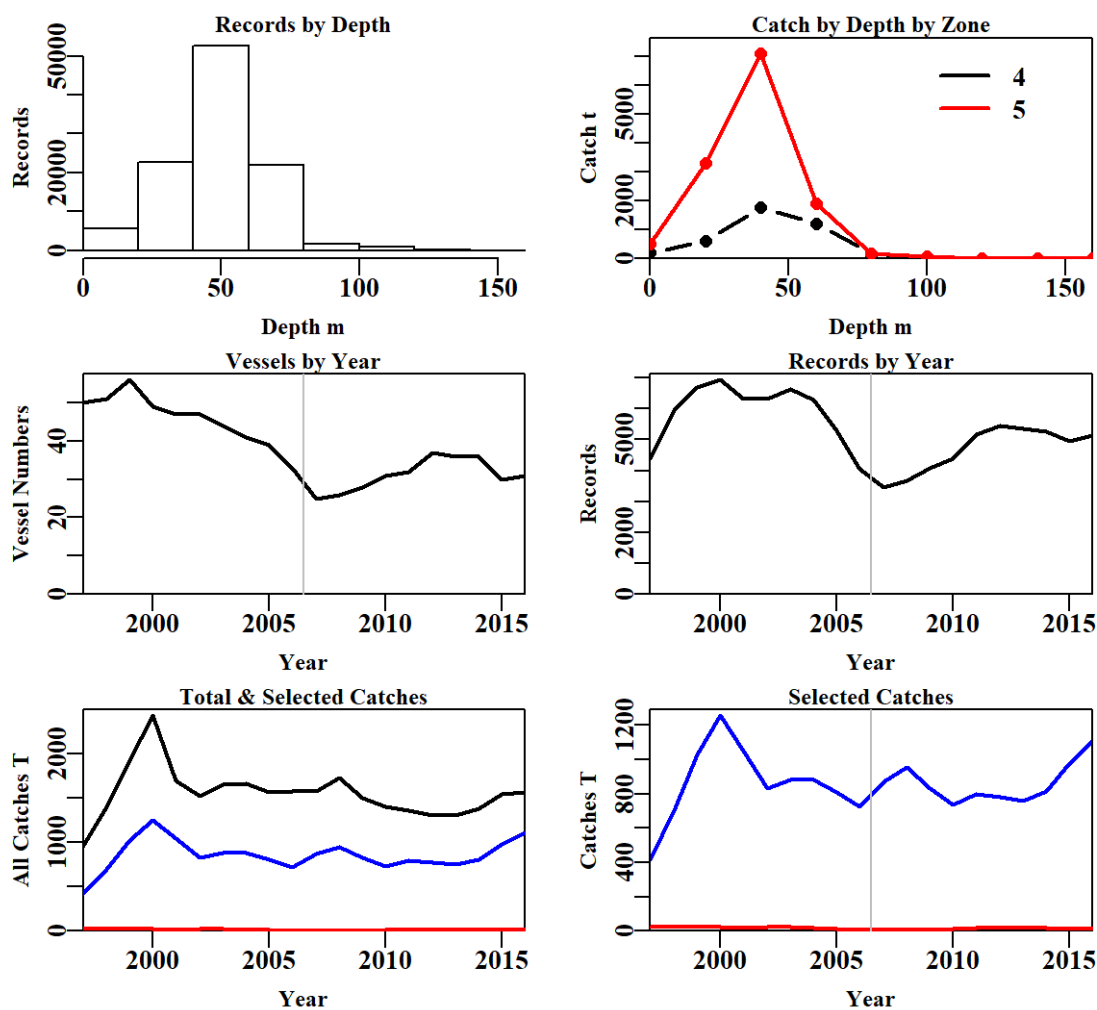 Records by Depth
Records
0
20000
50000
0 50 100 150
Depth m
Catch by Depth by Zone
Catch t
0
2000
5000
4
5
0 50 100 150
Depth m
Vessels by Year
Vessel Numbers
0
20
40
2000 2005 2010 2015
Year
Records by Year
Records
0
2000
5000
2000 2005 2010 2015
Year
Total & Selected Catches
All Catches T
0
1000
2000
2000 2005 2010 2015
Year
Selected Catches
Catches T
0
400
800
1200
2000 2005 2010 2015
Year